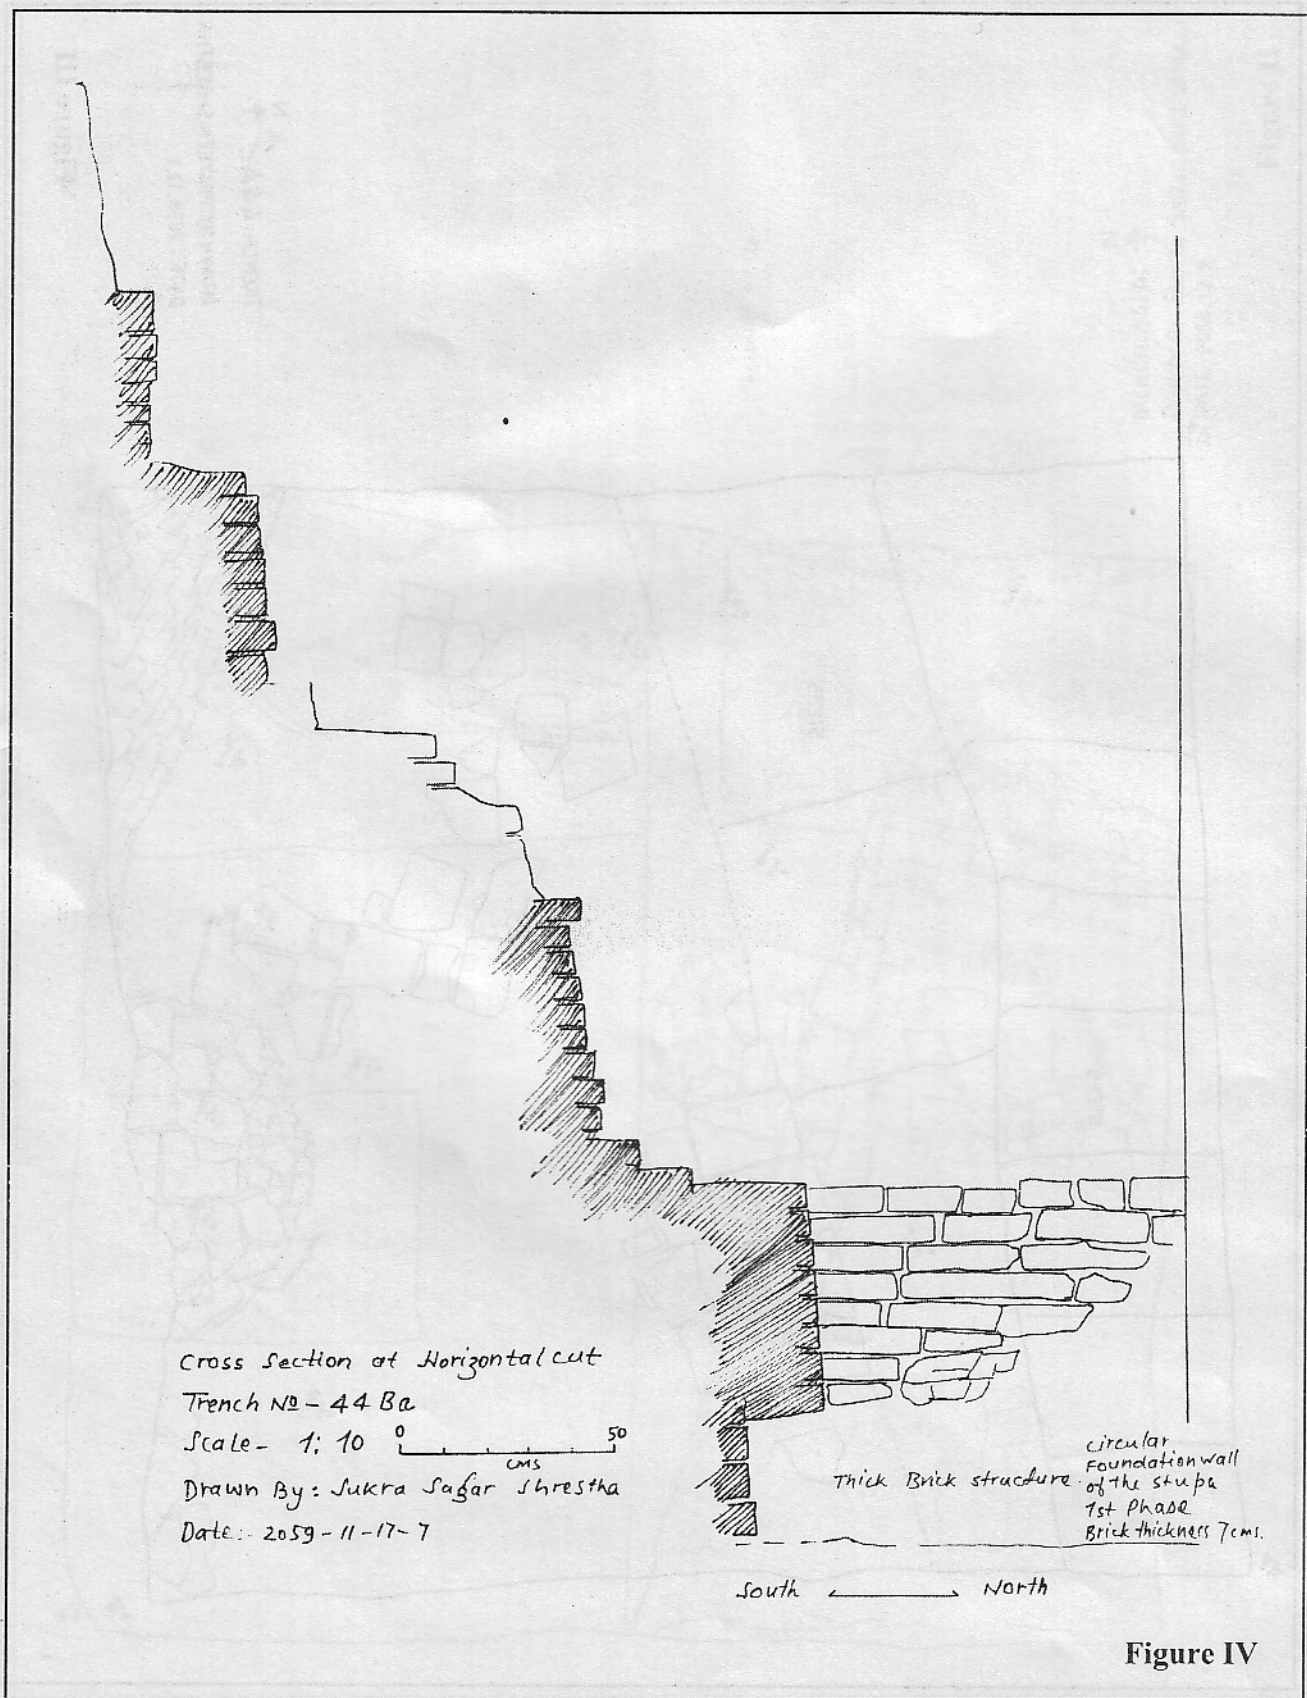 Cross Section at Horizontal cut
Trench No - 44 Ba
Scale - 1: 10 0 50
cms
Drawn By: Sukra Sagar Shrestha
Date:- 2059-11-17-7
Thick Brick structure.
circular
Foundation wall
of the stupa
1st Phase
Brick thickness 7cms.
South North
Figure IV